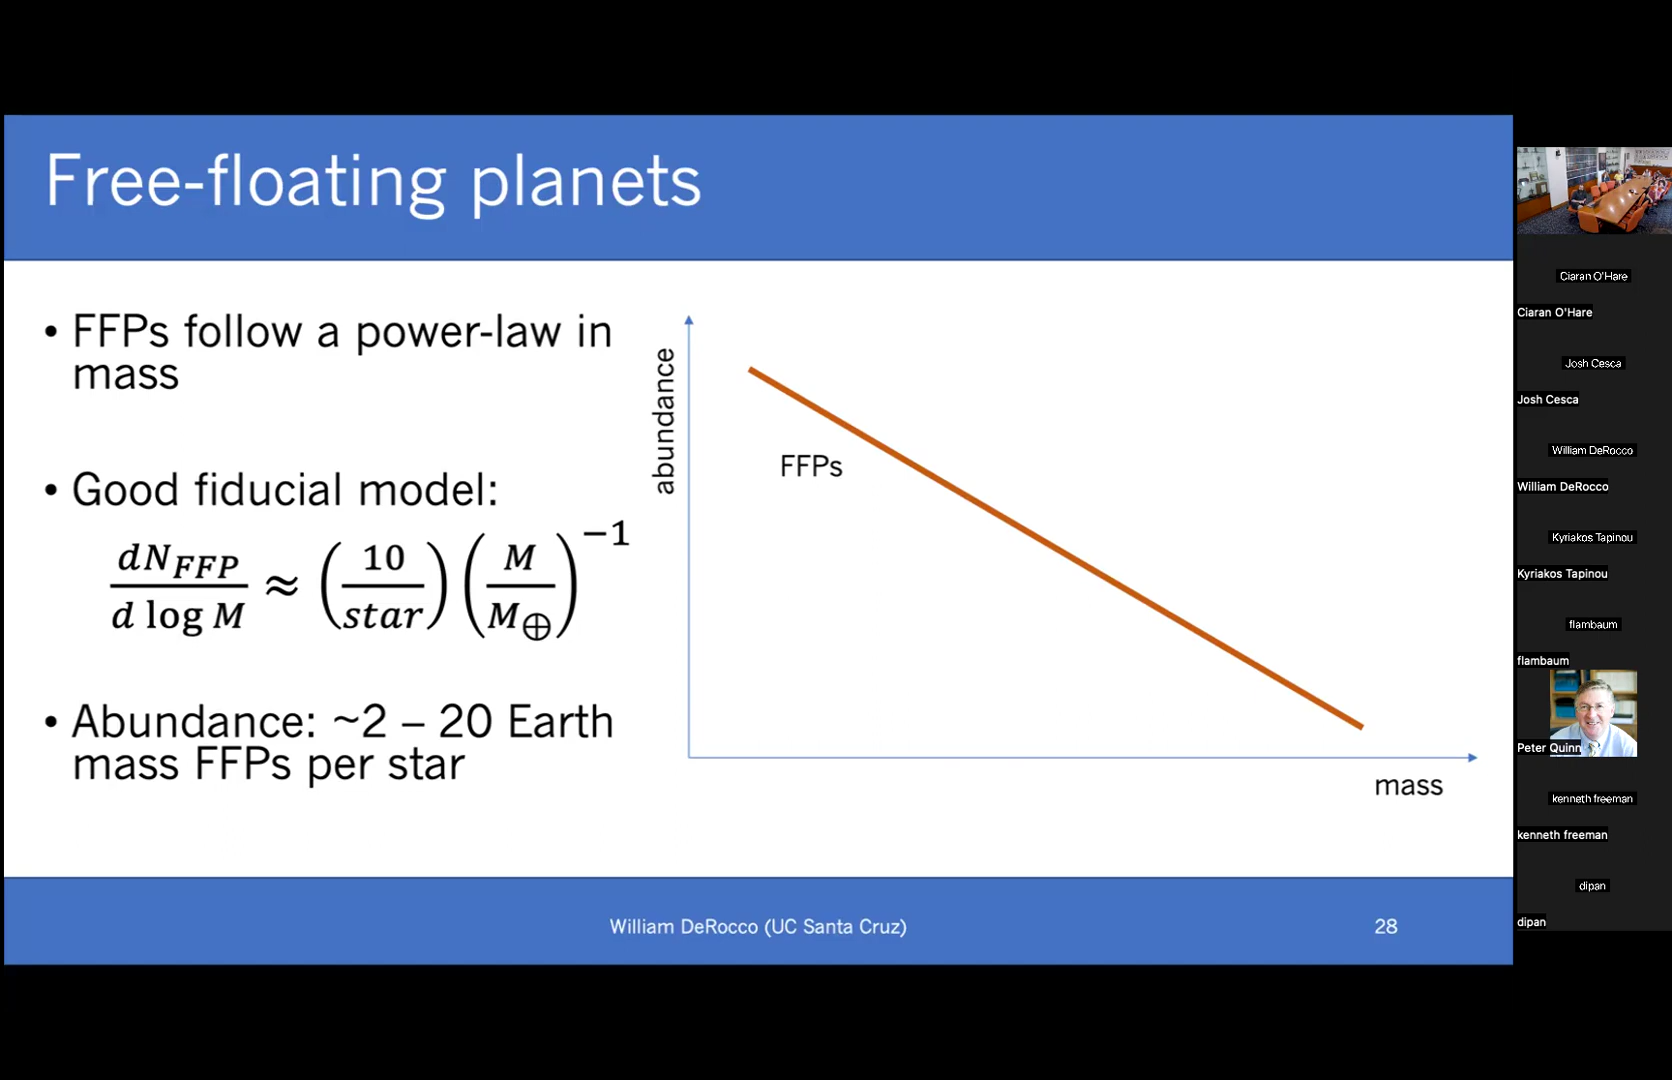 Free-floating planets
• FFPs follow a power-law in
mass
• Good fiducial model:
dN_FFP / d log M ≈ (10 / star) (M / M_⊕)^−1
• Abundance: ~2 – 20 Earth
mass FFPs per star
abundance
FFPs
mass
William DeRocco (UC Santa Cruz)
28
Ciaran O'Hare
Ciaran O'Hare
Josh Cesca
Josh Cesca
William DeRocco
William DeRocco
Kyriakos Tapinou
Kyriakos Tapinou
flambaum
flambaum
Peter Quinn
kenneth freeman
kenneth freeman
dipan
dipan